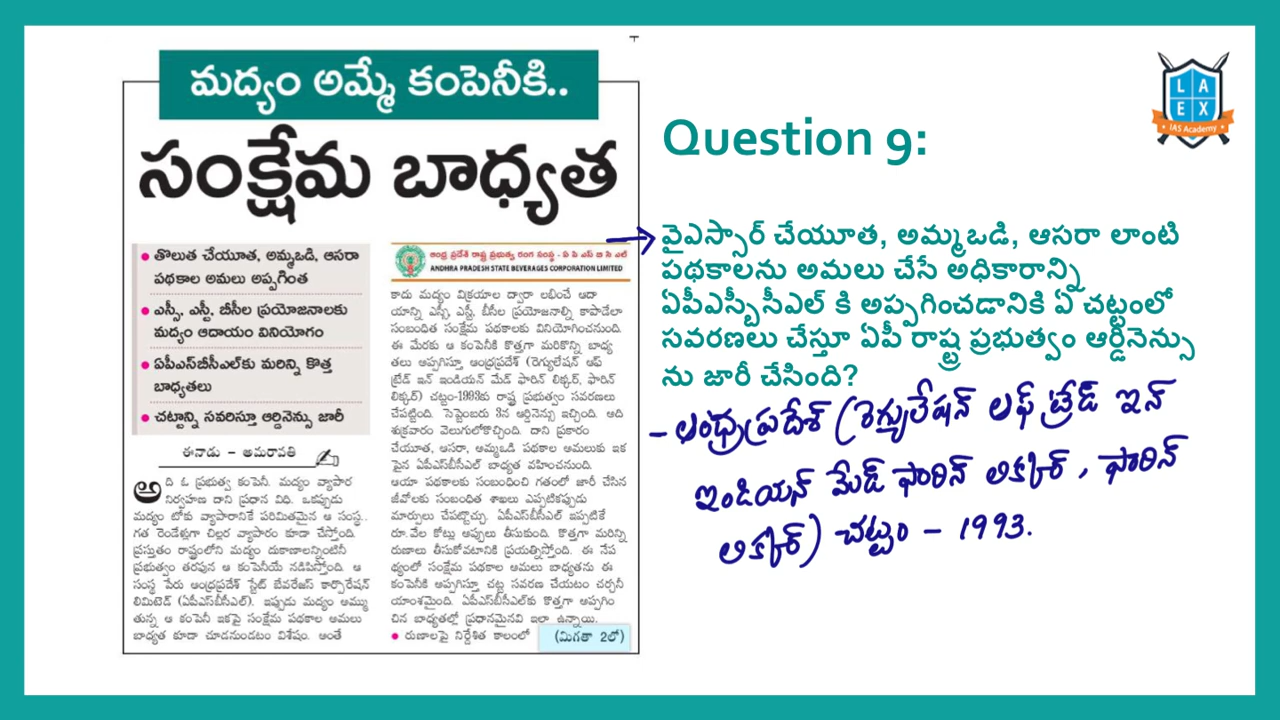 మద్యం అమ్మే కంపెనీకి..
సంక్షేమ బాధ్యత
• తొలుత చేయూత, అమ్మఒడి, ఆసరా
పథకాల అమలు అప్పగింత
• ఎస్సీ, ఎస్టీ, బీసీల ప్రయోజనాలకు
మద్యం ఆదాయం వినియోగం
• ఏపీఎస్‌బీసీఎల్‌కు మరిన్ని కొత్త
బాధ్యతలు
• చట్టాన్ని సవరిస్తూ ఆర్డినెన్సు జారీ
ఈనాడు - అమరావతి
అది ఓ ప్రభుత్వ కంపెనీ. మద్యం వ్యాపార
నిర్వహణ దాని ప్రధాన విధి. ఒకప్పుడు
మద్యం టోకు వ్యాపారానికే పరిమితమైన ఆ సంస్థ..
గత రెండేళ్లుగా చిల్లర వ్యాపారం కూడా చేస్తోంది.
ప్రస్తుతం రాష్ట్రంలోని మద్యం దుకాణాలన్నింటినీ
ప్రభుత్వం తరఫున ఆ కంపెనీయే నడిపిస్తోంది. ఆ
సంస్థ పేరు ఆంధ్రప్రదేశ్ స్టేట్ బేవరేజస్ కార్పొరేషన్
లిమిటెడ్ (ఏపీఎస్‌బీసీఎల్). ఇప్పుడు మద్యం అమ్ము
తున్న ఆ కంపెనీ ఇకపై సంక్షేమ పథకాల అమలు
బాధ్యత కూడా చూడనుండటం విశేషం. అంతే
ఆంధ్ర ప్రదేశ్ రాష్ట్ర ప్రభుత్వ రంగ సంస్థ - ఏ పి ఎస్ బి సి ఎల్
ANDHRA PRADESH STATE BEVERAGES CORPORATION LIMITED
కాదు మద్యం విక్రయాల ద్వారా లభించే ఆదా
యాన్ని ఎస్సీ, ఎస్టీ, బీసీల ప్రయోజనాల్ని కాపాడేలా
సంబంధిత సంక్షేమ పథకాలకు వినియోగించనుంది.
ఈ మేరకు ఆ కంపెనీకి కొత్తగా మరికొన్ని బాధ్య
తలు అప్పగిస్తూ ఆంధ్రప్రదేశ్ (రెగ్యులేషన్ ఆఫ్
ట్రేడ్ ఇన్ ఇండియన్ మేడ్ ఫారిన్ లిక్కర్, ఫారిన్
లిక్కర్) చట్టం-1993కు రాష్ట్ర ప్రభుత్వం సవరణలు
చేపట్టింది. సెప్టెంబరు 3న ఆర్డినెన్సు ఇచ్చింది. అది
శుక్రవారం వెలుగులోకొచ్చింది. దాని ప్రకారం
చేయూత, ఆసరా, అమ్మఒడి పథకాల అమలుకు ఇక
పైన ఏపీఎస్‌బీసీఎల్ బాధ్యత వహించనుంది.
ఆయా పథకాలకు సంబంధించి గతంలో జారీ చేసిన
జీవోలకు సంబంధిత శాఖలు ఎప్పటికప్పుడు
మార్పులు చేపట్టొచ్చు. ఏపీఎస్‌బీసీఎల్ ఇప్పటికే
రూ.వేల కోట్లు అప్పులు తీసుకుంది. కొత్తగా మరిన్ని
రుణాలు తీసుకోవటానికి ప్రయత్నిస్తోంది. ఈ నేప
థ్యంలో సంక్షేమ పథకాల అమలు బాధ్యతను ఈ
కంపెనీకి అప్పగిస్తూ చట్ట సవరణ చేయటం చర్చనీ
యాంశమైంది. ఏపీఎస్‌బీసీఎల్‌కు కొత్తగా అప్పగిం
చిన బాధ్యతల్లో ప్రధానమైనవి ఇలా ఉన్నాయి.
• రుణాలపై నిర్దేశిత కాలంలో (మిగతా 2లో)
LAEX
IAS Academy
Question 9:
వైఎస్సార్ చేయూత, అమ్మఒడి, ఆసరా లాంటి
పథకాలను అమలు చేసే అధికారాన్ని
ఏపీఎస్బీసీఎల్ కి అప్పగించడానికి ఏ చట్టంలో
సవరణలు చేస్తూ ఏపీ రాష్ట్ర ప్రభుత్వం ఆర్డినెన్సు
ను జారీ చేసింది?
- ఆంధ్రప్రదేశ్ (రెగ్యులేషన్ ఆఫ్ ట్రేడ్ ఇన్
ఇండియన్ మేడ్ ఫారిన్ లిక్కర్, ఫారిన్
లిక్కర్) చట్టం - 1993.